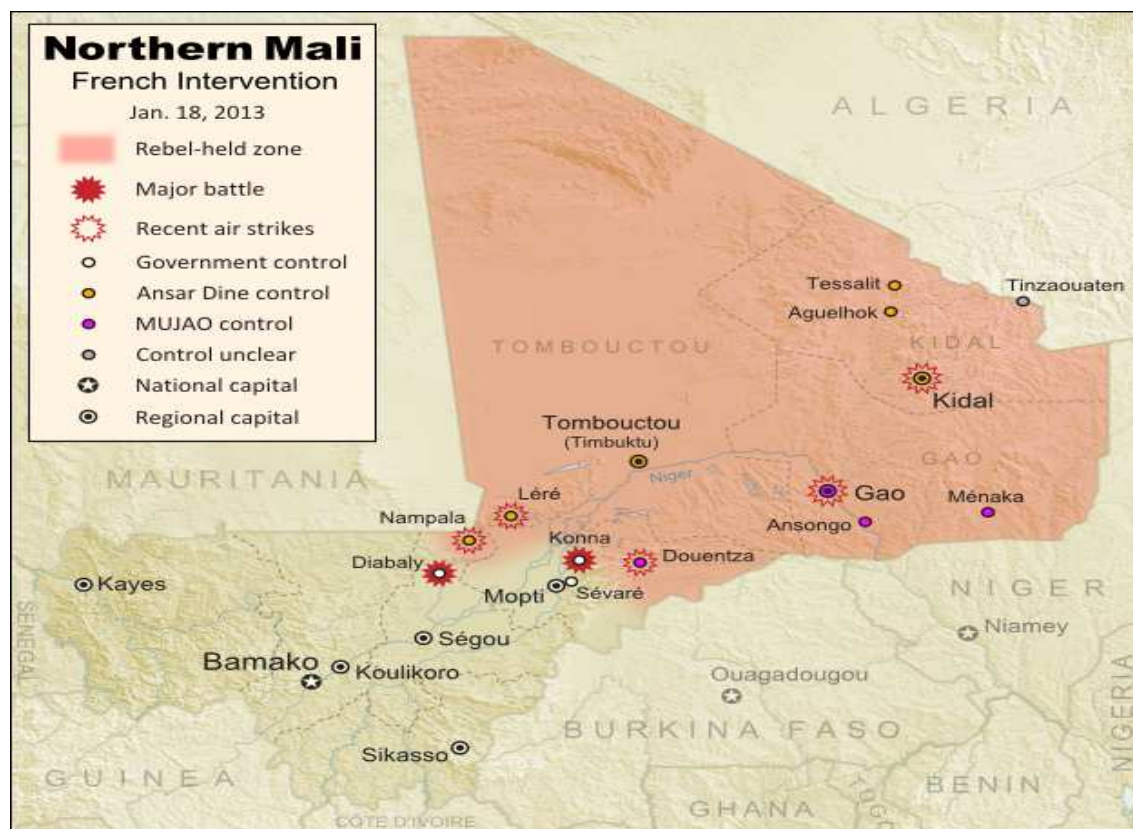 Northern Mali
French Intervention
Jan. 18, 2013
Rebel-held zone
Major battle
Recent air strikes
Government control
Ansar Dine control
MUJAO control
Control unclear
National capital
Regional capital
ALGERIA
Tessalit
Tinzaouaten
Aguelhok
TOMBOUCTOU
KIDAL
Kidal
Tombouctou
(Timbuktu)
MAURITANIA
Niger
GAO
Gao
Léré
Ménaka
Nampala
Ansongo
Konna
Diabaly
Douentza
Kayes
Mopti
Sévaré
NIGER
SENEGAL
Niamey
Ségou
Bamako
Koulikoro
Ouagadougou
BURKINA FASO
NIGERIA
Sikasso
GUINEA
BENIN
GHANA
TOGO
CÔTE D'IVOIRE